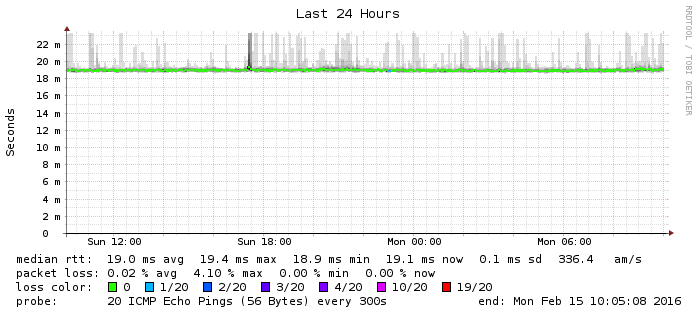 Last 24 Hours
RRDTOOL / TOBI OETIKER
Seconds
22 m
20 m
18 m
16 m
14 m
12 m
10 m
8 m
6 m
4 m
2 m
0
Sun 12:00 Sun 18:00 Mon 00:00 Mon 06:00
median rtt: 19.0 ms avg 19.4 ms max 18.9 ms min 19.1 ms now 0.1 ms sd 336.4 am/s
packet loss: 0.02 % avg 4.10 % max 0.00 % min 0.00 % now
loss color: 0 1/20 2/20 3/20 4/20 10/20 19/20
probe: 20 ICMP Echo Pings (56 Bytes) every 300s end: Mon Feb 15 10:05:08 2016